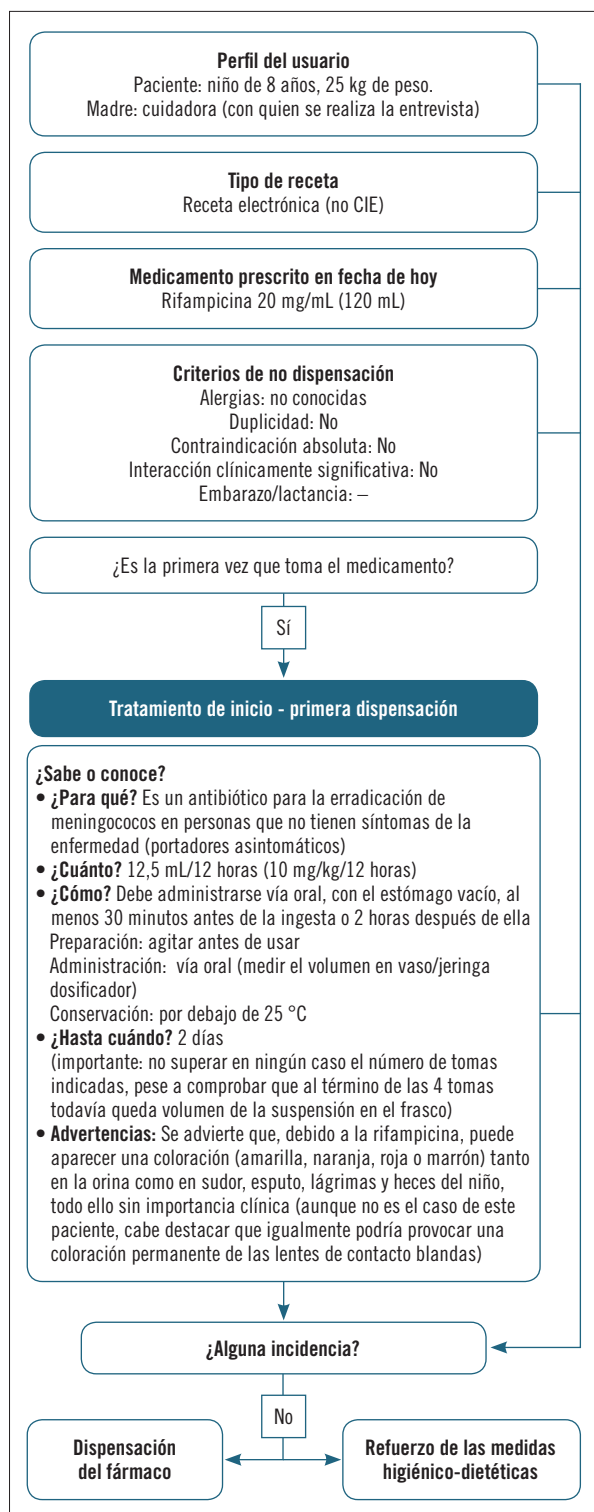 Perfil del usuario
Paciente: niño de 8 años, 25 kg de peso.
Madre: cuidadora (con quien se realiza la entrevista)
Tipo de receta
Receta electrónica (no CIE)
Medicamento prescrito en fecha de hoy
Rifampicina 20 mg/mL (120 mL)
Criterios de no dispensación
Alergias: no conocidas
Duplicidad: No
Contraindicación absoluta: No
Interacción clínicamente significativa: No
Embarazo/lactancia: –
¿Es la primera vez que toma el medicamento?
Sí
Tratamiento de inicio - primera dispensación
¿Sabe o conoce?
• ¿Para qué? Es un antibiótico para la erradicación de
meningococos en personas que no tienen síntomas de la
enfermedad (portadores asintomáticos)
• ¿Cuánto? 12,5 mL/12 horas (10 mg/kg/12 horas)
• ¿Cómo? Debe administrarse vía oral, con el estómago vacío, al
menos 30 minutos antes de la ingesta o 2 horas después de ella
Preparación: agitar antes de usar
Administración: vía oral (medir el volumen en vaso/jeringa
dosificador)
Conservación: por debajo de 25 °C
• ¿Hasta cuándo? 2 días
(importante: no superar en ningún caso el número de tomas
indicadas, pese a comprobar que al término de las 4 tomas
todavía queda volumen de la suspensión en el frasco)
• Advertencias: Se advierte que, debido a la rifampicina, puede
aparecer una coloración (amarilla, naranja, roja o marrón) tanto
en la orina como en sudor, esputo, lágrimas y heces del niño,
todo ello sin importancia clínica (aunque no es el caso de este
paciente, cabe destacar que igualmente podría provocar una
coloración permanente de las lentes de contacto blandas)
¿Alguna incidencia?
No
Dispensación
del fármaco
Refuerzo de las medidas
higiénico-dietéticas